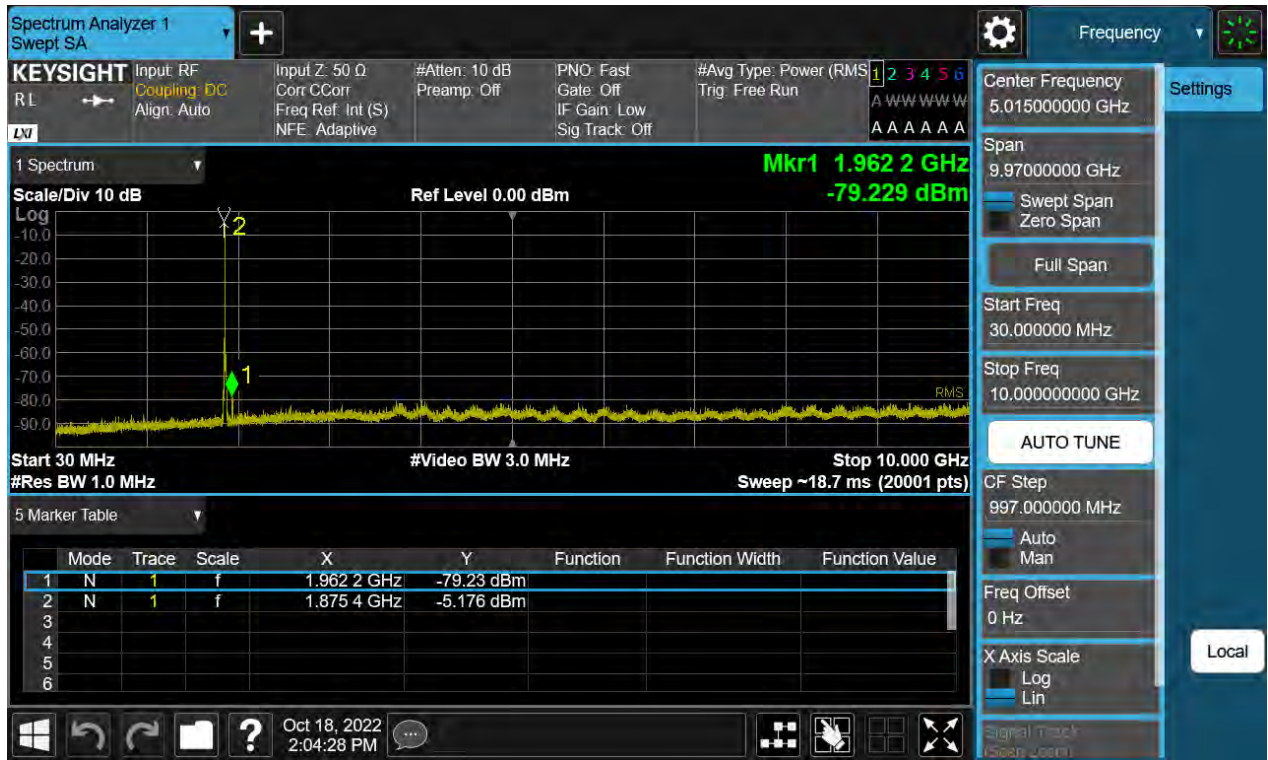 Spectrum Analyzer 1
Swept SA
+
Frequency
KEYSIGHT
RL
LXI
Input: RF
Coupling: DC
Align: Auto
Input Z: 50 Ω
Corr CCorr
Freq Ref: Int (S)
NFE: Adaptive
#Atten: 10 dB
Preamp: Off
PNO: Fast
Gate: Off
IF Gain: Low
Sig Track: Off
#Avg Type: Power (RMS
Trig: Free Run
1 2 3 4 5 6
A W W W W W
A A A A A A
1 Spectrum
Mkr1 1.962 2 GHz
-79.229 dBm
Scale/Div 10 dB
Ref Level 0.00 dBm
Log
-10.0
-20.0
-30.0
-40.0
-50.0
-60.0
-70.0
-80.0
-90.0
2
1
RMS
Start 30 MHz
#Video BW 3.0 MHz
Stop 10.000 GHz
#Res BW 1.0 MHz
Sweep ~18.7 ms (20001 pts)
5 Marker Table
Mode Trace Scale X Y Function Function Width Function Value
1 N 1 f 1.962 2 GHz -79.23 dBm
2 N 1 f 1.875 4 GHz -5.176 dBm
3
4
5
6
Center Frequency
5.015000000 GHz
Settings
Span
9.97000000 GHz
Swept Span
Zero Span
Full Span
Start Freq
30.000000 MHz
Stop Freq
10.000000000 GHz
AUTO TUNE
CF Step
997.000000 MHz
Auto
Man
Freq Offset
0 Hz
X Axis Scale
Log
Lin
Local
Signal Track
(Span Zoom)
?
Oct 18, 2022
2:04:28 PM